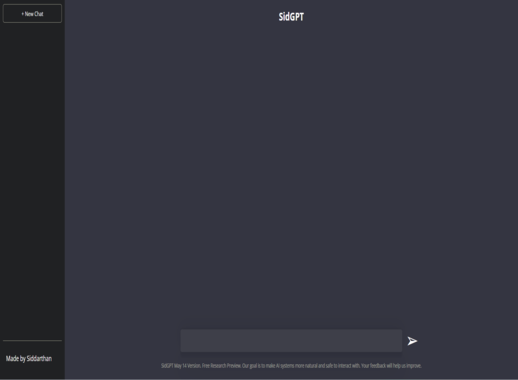 + New Chat
SidGPT
Made by Siddarthan
SidGPT May 14 Version. Free Research Preview. Our goal is to make AI systems more natural and safe to interact with. Your feedback will help us improve.